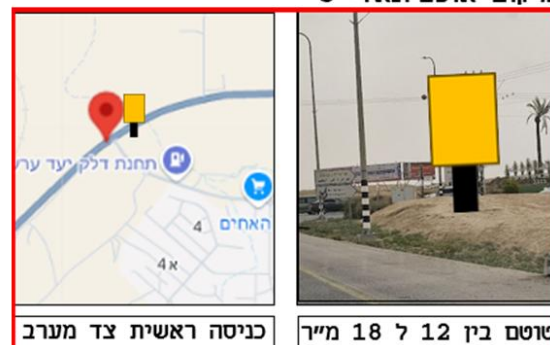 תחנת דלק יעד ער
האחים
4
4א
כניסה ראשית צד מערב
טוטם בין 12 ל 18 מ״ר